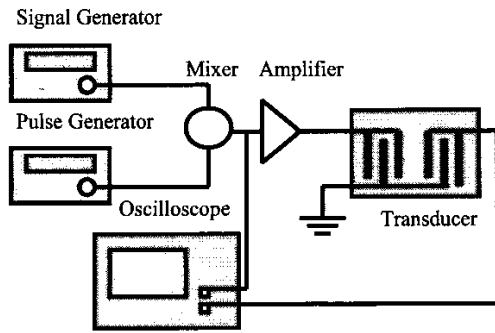 Signal Generator
Mixer Amplifier
Pulse Generator
Oscilloscope
Transducer